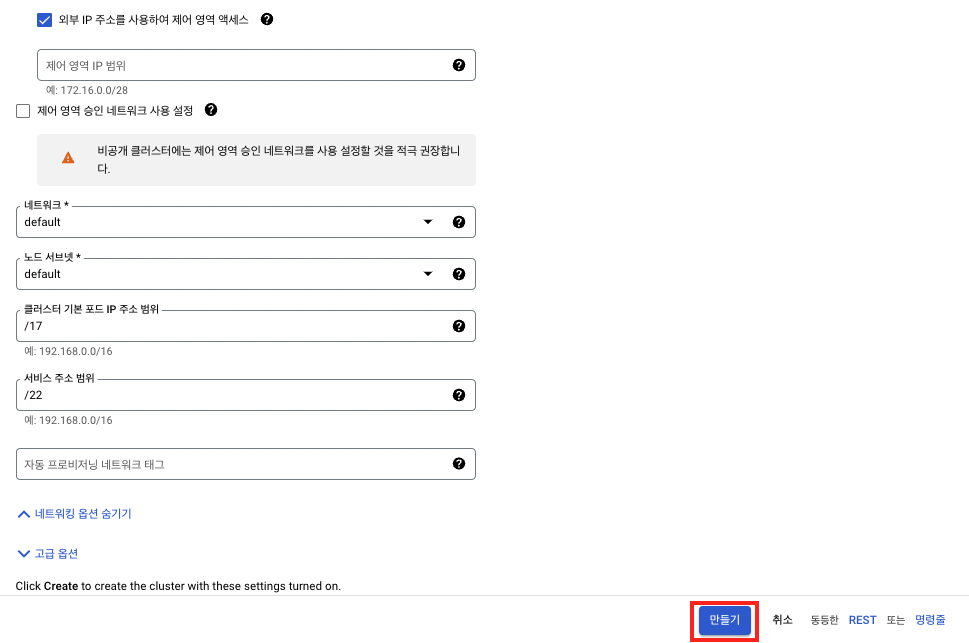 외부 IP 주소를 사용하여 제어 영역 액세스
제어 영역 IP 범위
예: 172.16.0.0/28
제어 영역 승인 네트워크 사용 설정
비공개 클러스터에는 제어 영역 승인 네트워크를 사용 설정할 것을 적극 권장합니
다.
네트워크 *
default
노드 서브넷 *
default
클러스터 기본 포드 IP 주소 범위
/17
예: 192.168.0.0/16
서비스 주소 범위
/22
예: 192.168.0.0/16
자동 프로비저닝 네트워크 태그
네트워킹 옵션 숨기기
고급 옵션
Click Create to create the cluster with these settings turned on.
만들기 취소 동등한 REST 또는 명령줄